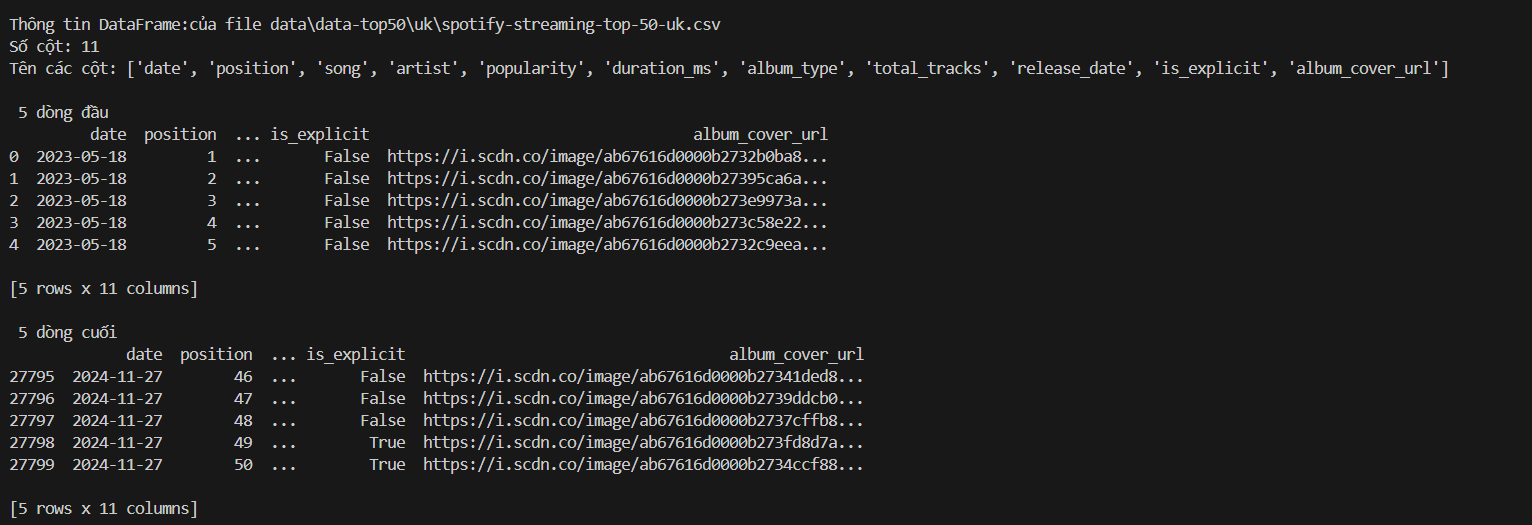 Thông tin DataFrame:của file data\data-top50\uk\spotify-streaming-top-50-uk.csv
Số cột: 11
Tên các cột: ['date', 'position', 'song', 'artist', 'popularity', 'duration_ms', 'album_type', 'total_tracks', 'release_date', 'is_explicit', 'album_cover_url']
5 dòng đầu
date position ... is_explicit album_cover_url
0 2023-05-18 1 ... False https://i.scdn.co/image/ab67616d0000b2732b0ba8...
1 2023-05-18 2 ... False https://i.scdn.co/image/ab67616d0000b27395ca6a...
2 2023-05-18 3 ... False https://i.scdn.co/image/ab67616d0000b273e9973a...
3 2023-05-18 4 ... False https://i.scdn.co/image/ab67616d0000b273c58e22...
4 2023-05-18 5 ... False https://i.scdn.co/image/ab67616d0000b2732c9eea...
[5 rows x 11 columns]
5 dòng cuối
date position ... is_explicit album_cover_url
27795 2024-11-27 46 ... False https://i.scdn.co/image/ab67616d0000b27341ded8...
27796 2024-11-27 47 ... False https://i.scdn.co/image/ab67616d0000b2739ddcb0...
27797 2024-11-27 48 ... False https://i.scdn.co/image/ab67616d0000b2737cffb8...
27798 2024-11-27 49 ... True https://i.scdn.co/image/ab67616d0000b273fd8d7a...
27799 2024-11-27 50 ... True https://i.scdn.co/image/ab67616d0000b2734ccf88...
[5 rows x 11 columns]